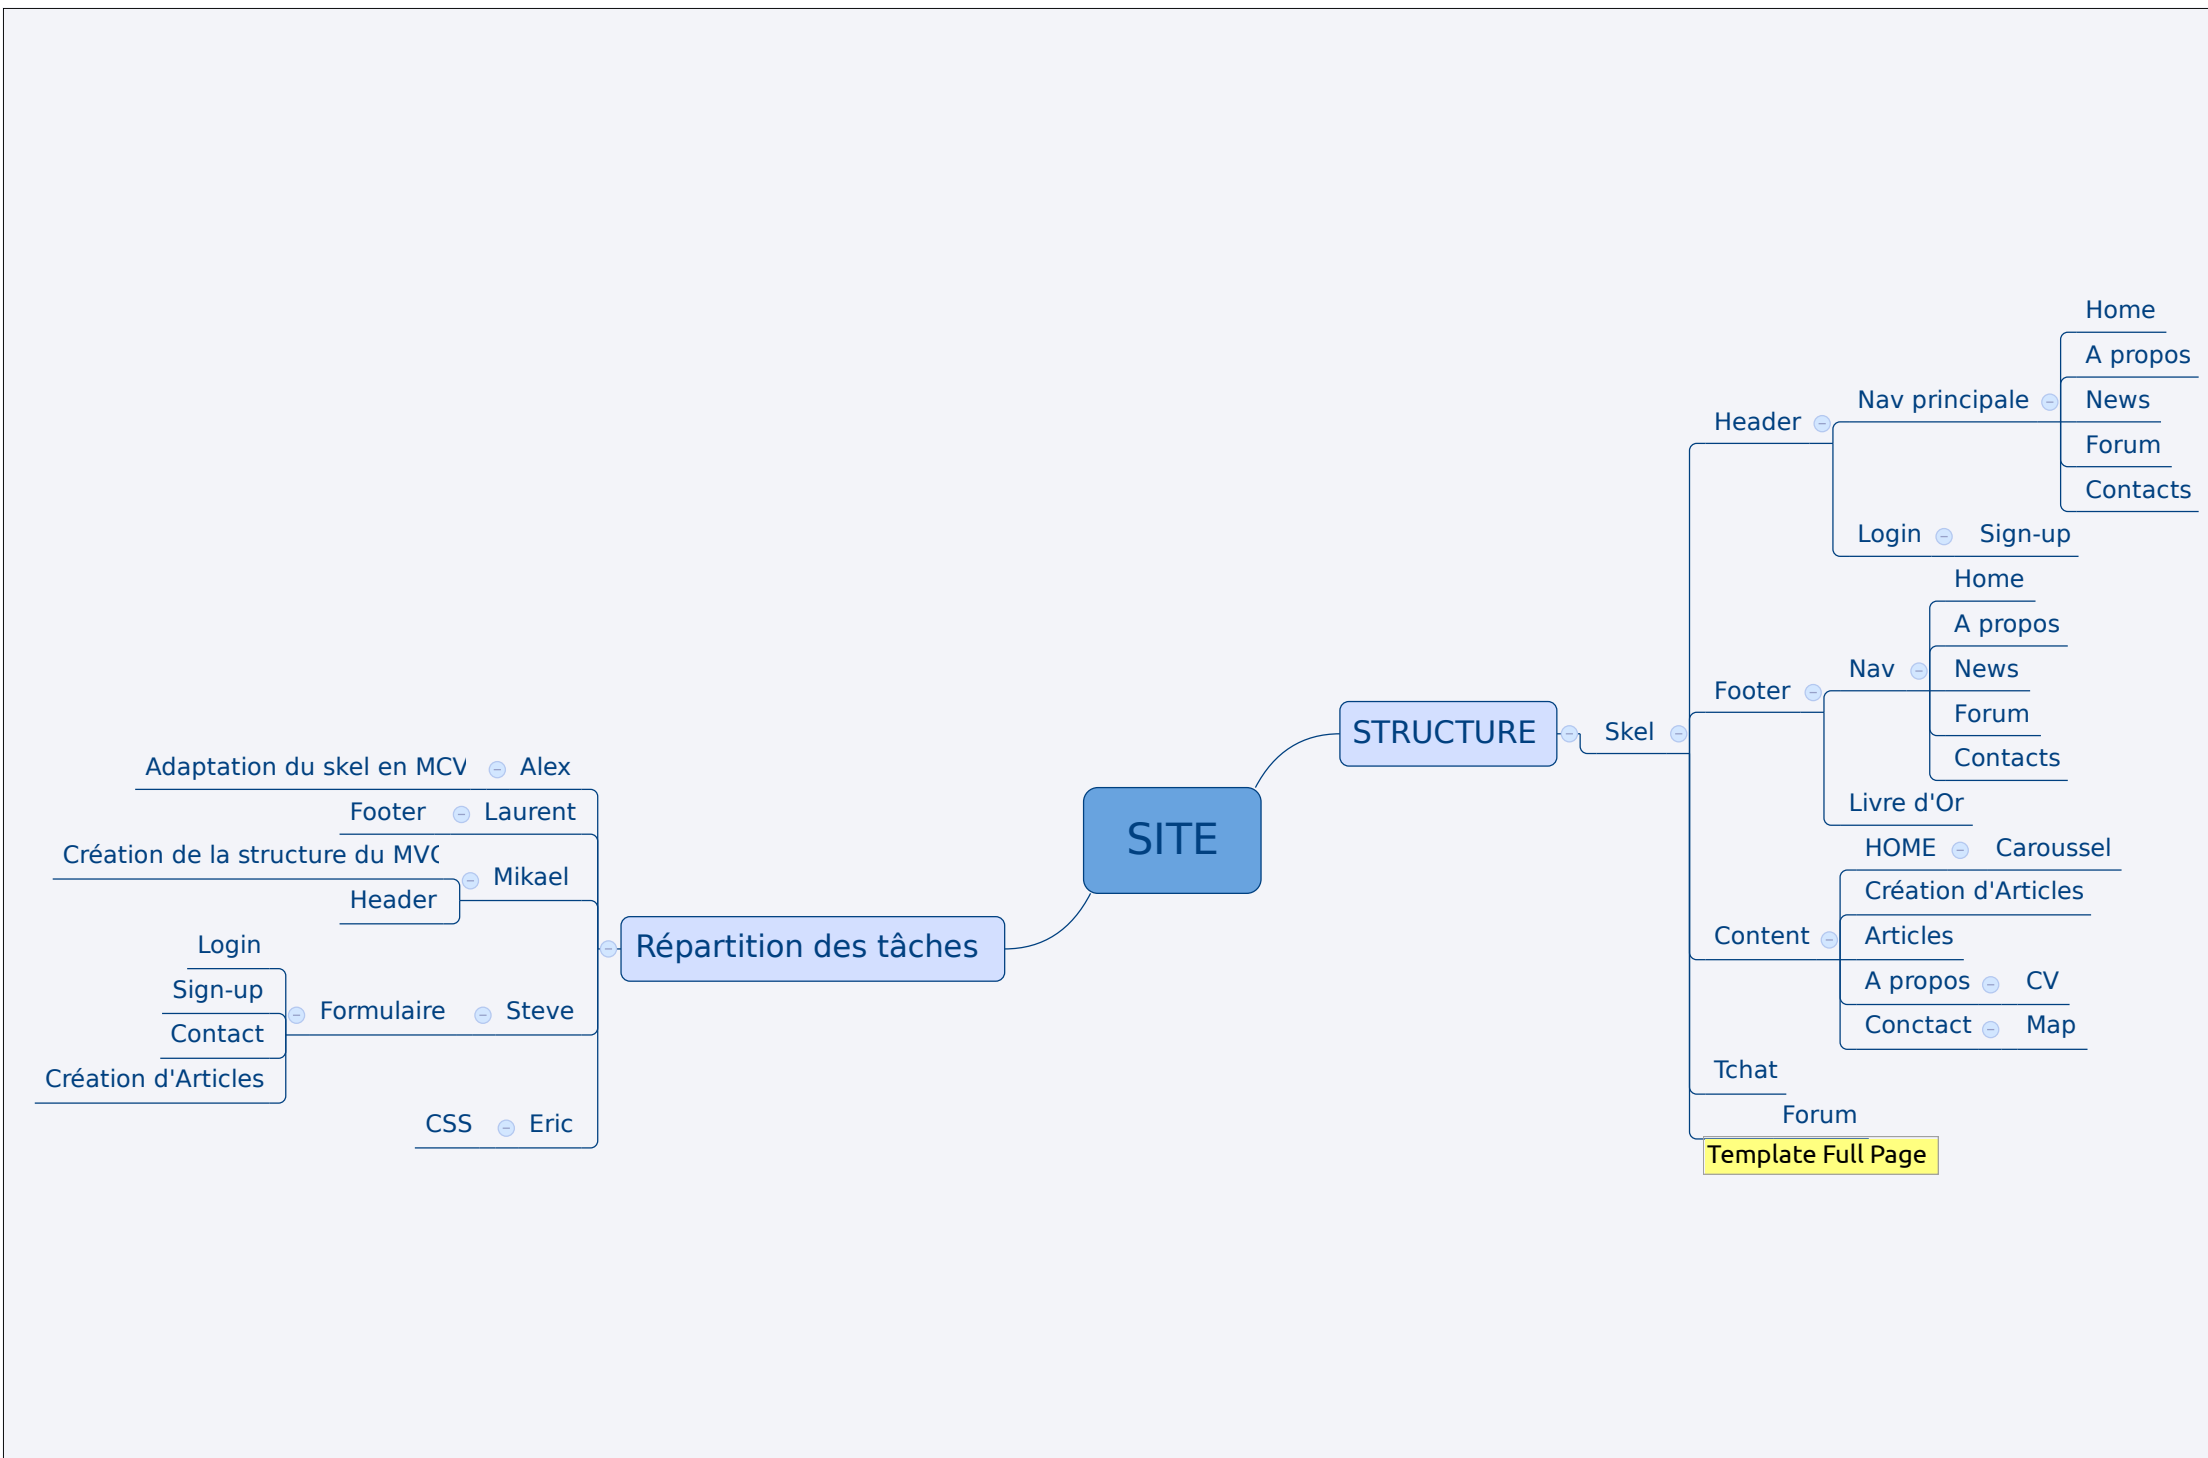 SITE
STRUCTURE
Skel
Header
Nav principale
Home
A propos
News
Forum
Contacts
Login
Sign-up
Footer
Nav
Home
A propos
News
Forum
Contacts
Livre d'Or
Content
HOME
Caroussel
Création d'Articles
Articles
A propos
CV
Conctact
Map
Tchat
Forum
Template Full Page
Répartition des tâches
Alex
Adaptation du skel en MCV
Laurent
Footer
Mikael
Création de la structure du MVC
Header
Steve
Formulaire
Login
Sign-up
Contact
Création d'Articles
Eric
CSS